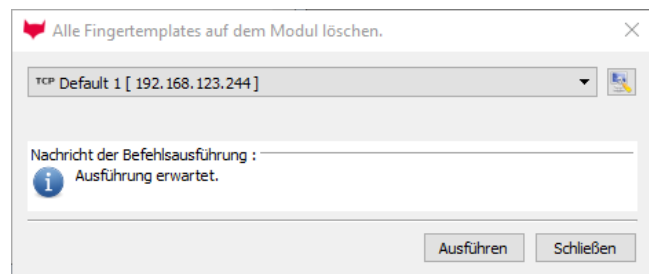 Alle Fingertemplates auf dem Modul löschen.
TCP Default 1 [ 192.168.123.244 ]
Nachricht der Befehlsausführung :
Ausführung erwartet.
Ausführen Schließen